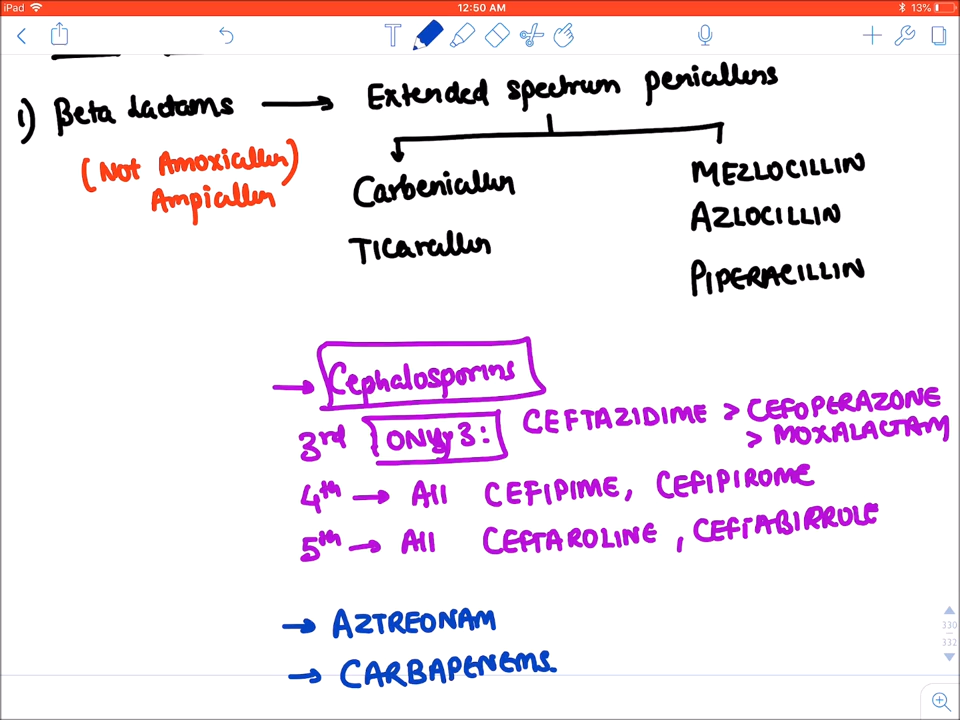 iPad 12:50 AM 13%
T
1) Beta lactams → Extended spectrum penicillins
(Not Amoxicillin)
Ampicillin
Carbenicillin
Ticarcillin
MEZLOCILLIN
AZLOCILLIN
PIPERACILLIN
→ Cephalosporins
3rd ONLY 3: CEFTAZIDIME > CEFOPERAZONE
> MOXALACTAM
4th → All CEFIPIME, CEFIPIROME
5th → All CEFTAROLINE, CEFTABIRROLE
→ AZTREONAM
→ CARBAPENEMS
330
332